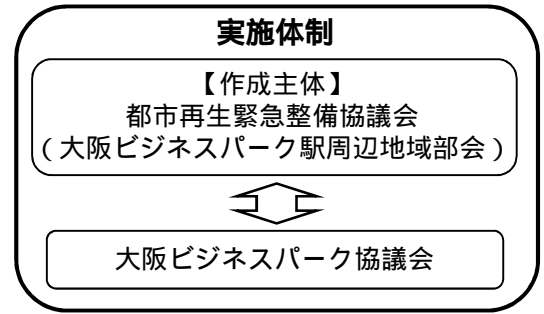 実施体制
【作成主体】
都市再生緊急整備協議会
(大阪ビジネスパーク駅周辺地域部会)
大阪ビジネスパーク協議会